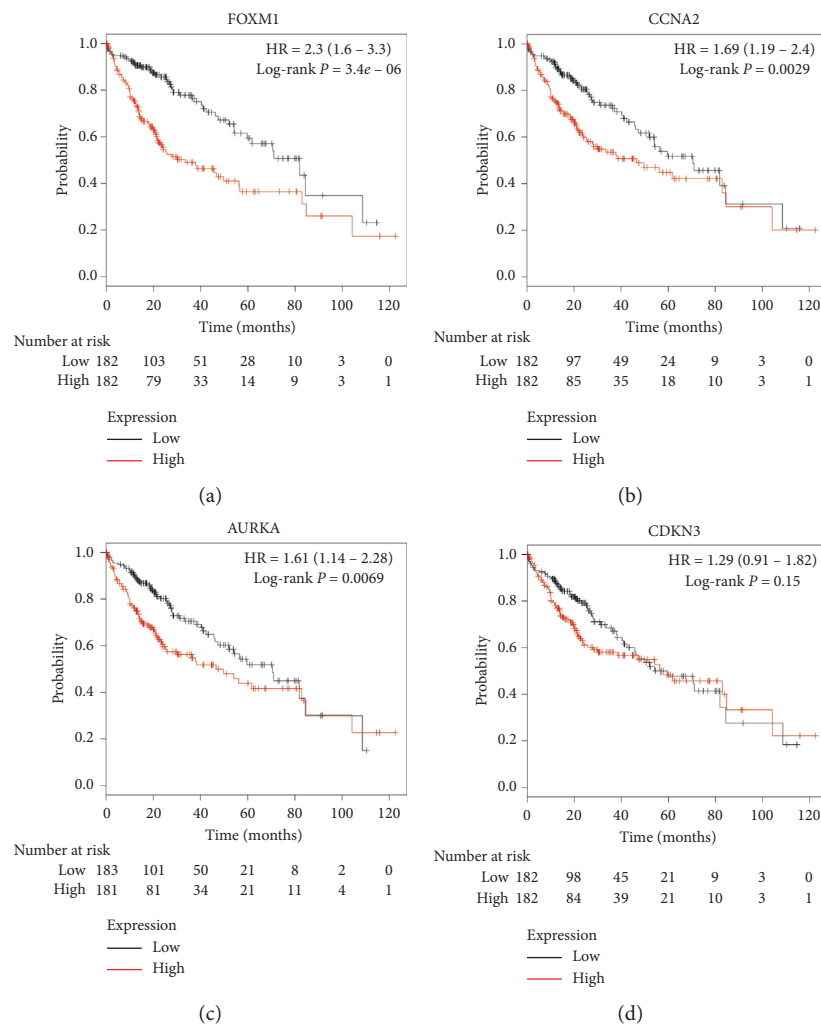 FOXM1
HR = 2.3 (1.6 – 3.3)
Log-rank P = 3.4e – 06
1.0
0.8
0.6
0.4
0.2
0.0
Probability
0 20 40 60 80 100 120
Time (months)
Number at risk
Low 182 103 51 28 10 3 0
High 182 79 33 14 9 3 1
Expression
Low
High
(a)
CCNA2
HR = 1.69 (1.19 – 2.4)
Log-rank P = 0.0029
1.0
0.8
0.6
0.4
0.2
0.0
Probability
0 20 40 60 80 100 120
Time (months)
Number at risk
Low 182 97 49 24 9 3 0
High 182 85 35 18 10 3 1
Expression
Low
High
(b)
AURKA
HR = 1.61 (1.14 – 2.28)
Log-rank P = 0.0069
1.0
0.8
0.6
0.4
0.2
0.0
Probability
0 20 40 60 80 100 120
Time (months)
Number at risk
Low 183 101 50 21 8 2 0
High 181 81 34 21 11 4 1
Expression
Low
High
(c)
CDKN3
HR = 1.29 (0.91 – 1.82)
Log-rank P = 0.15
1.0
0.8
0.6
0.4
0.2
0.0
Probability
0 20 40 60 80 100 120
Time (months)
Number at risk
Low 182 98 45 21 9 3 0
High 182 84 39 21 10 3 1
Expression
Low
High
(d)